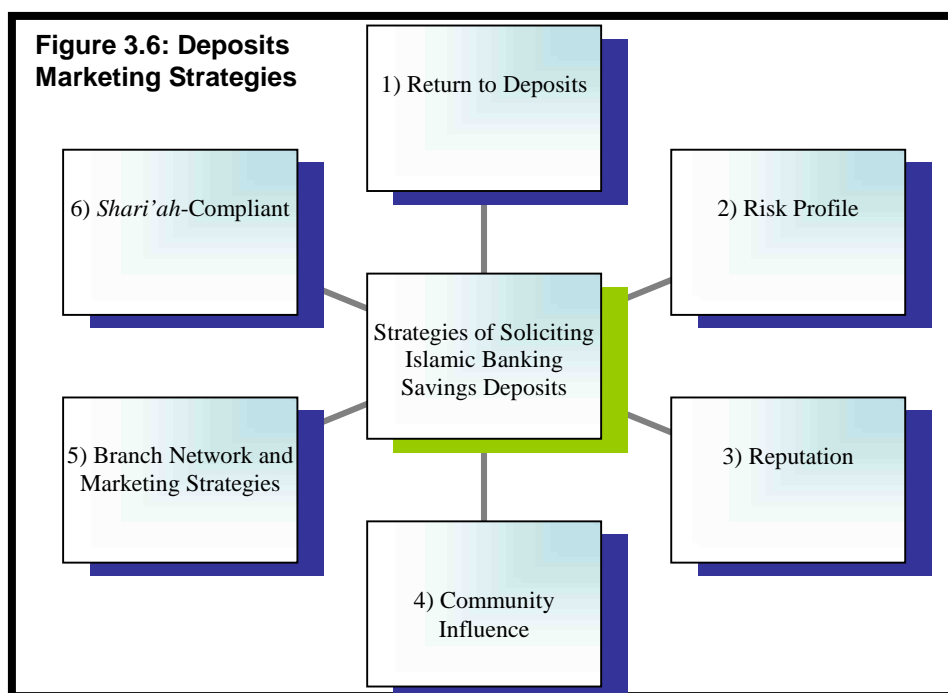 Figure 3.6: Deposits
Marketing Strategies
1) Return to Deposits
2) Risk Profile
3) Reputation
4) Community
Influence
5) Branch Network and
Marketing Strategies
6) Shari’ah-Compliant
Strategies of Soliciting
Islamic Banking
Savings Deposits